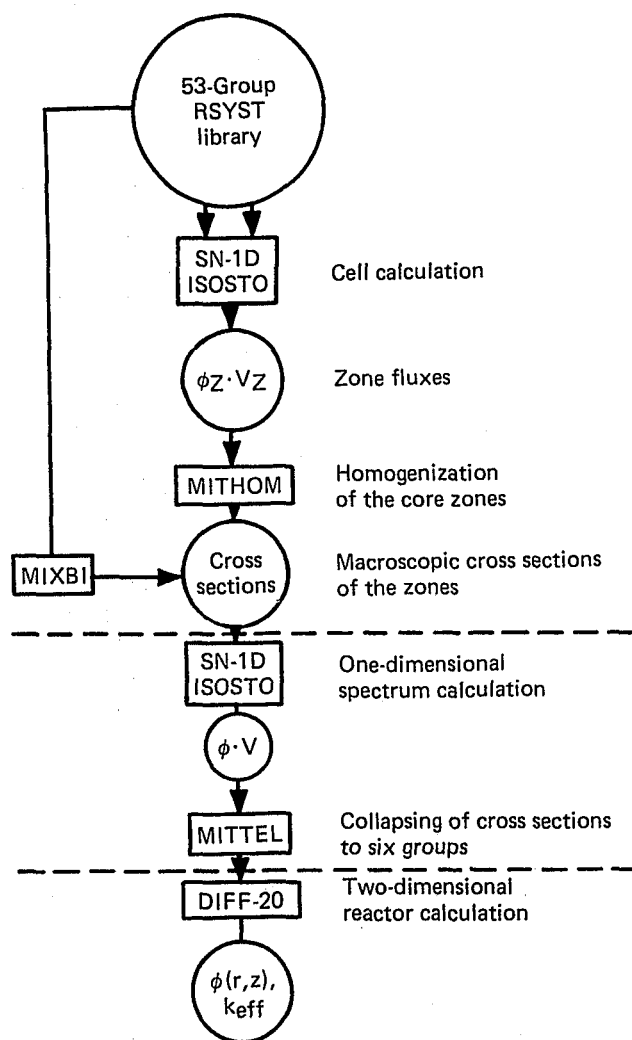 53-Group
RSYST
library
SN-1D
ISOSTO
Cell calculation
ϕZ·VZ
Zone fluxes
MITHOM
Homogenization
of the core zones
MIXBI
Cross
sections
Macroscopic cross sections
of the zones
SN-1D
ISOSTO
One-dimensional
spectrum calculation
ϕ·V
MITTEL
Collapsing of cross sections
to six groups
DIFF-20
Two-dimensional
reactor calculation
ϕ(r,z),
keff